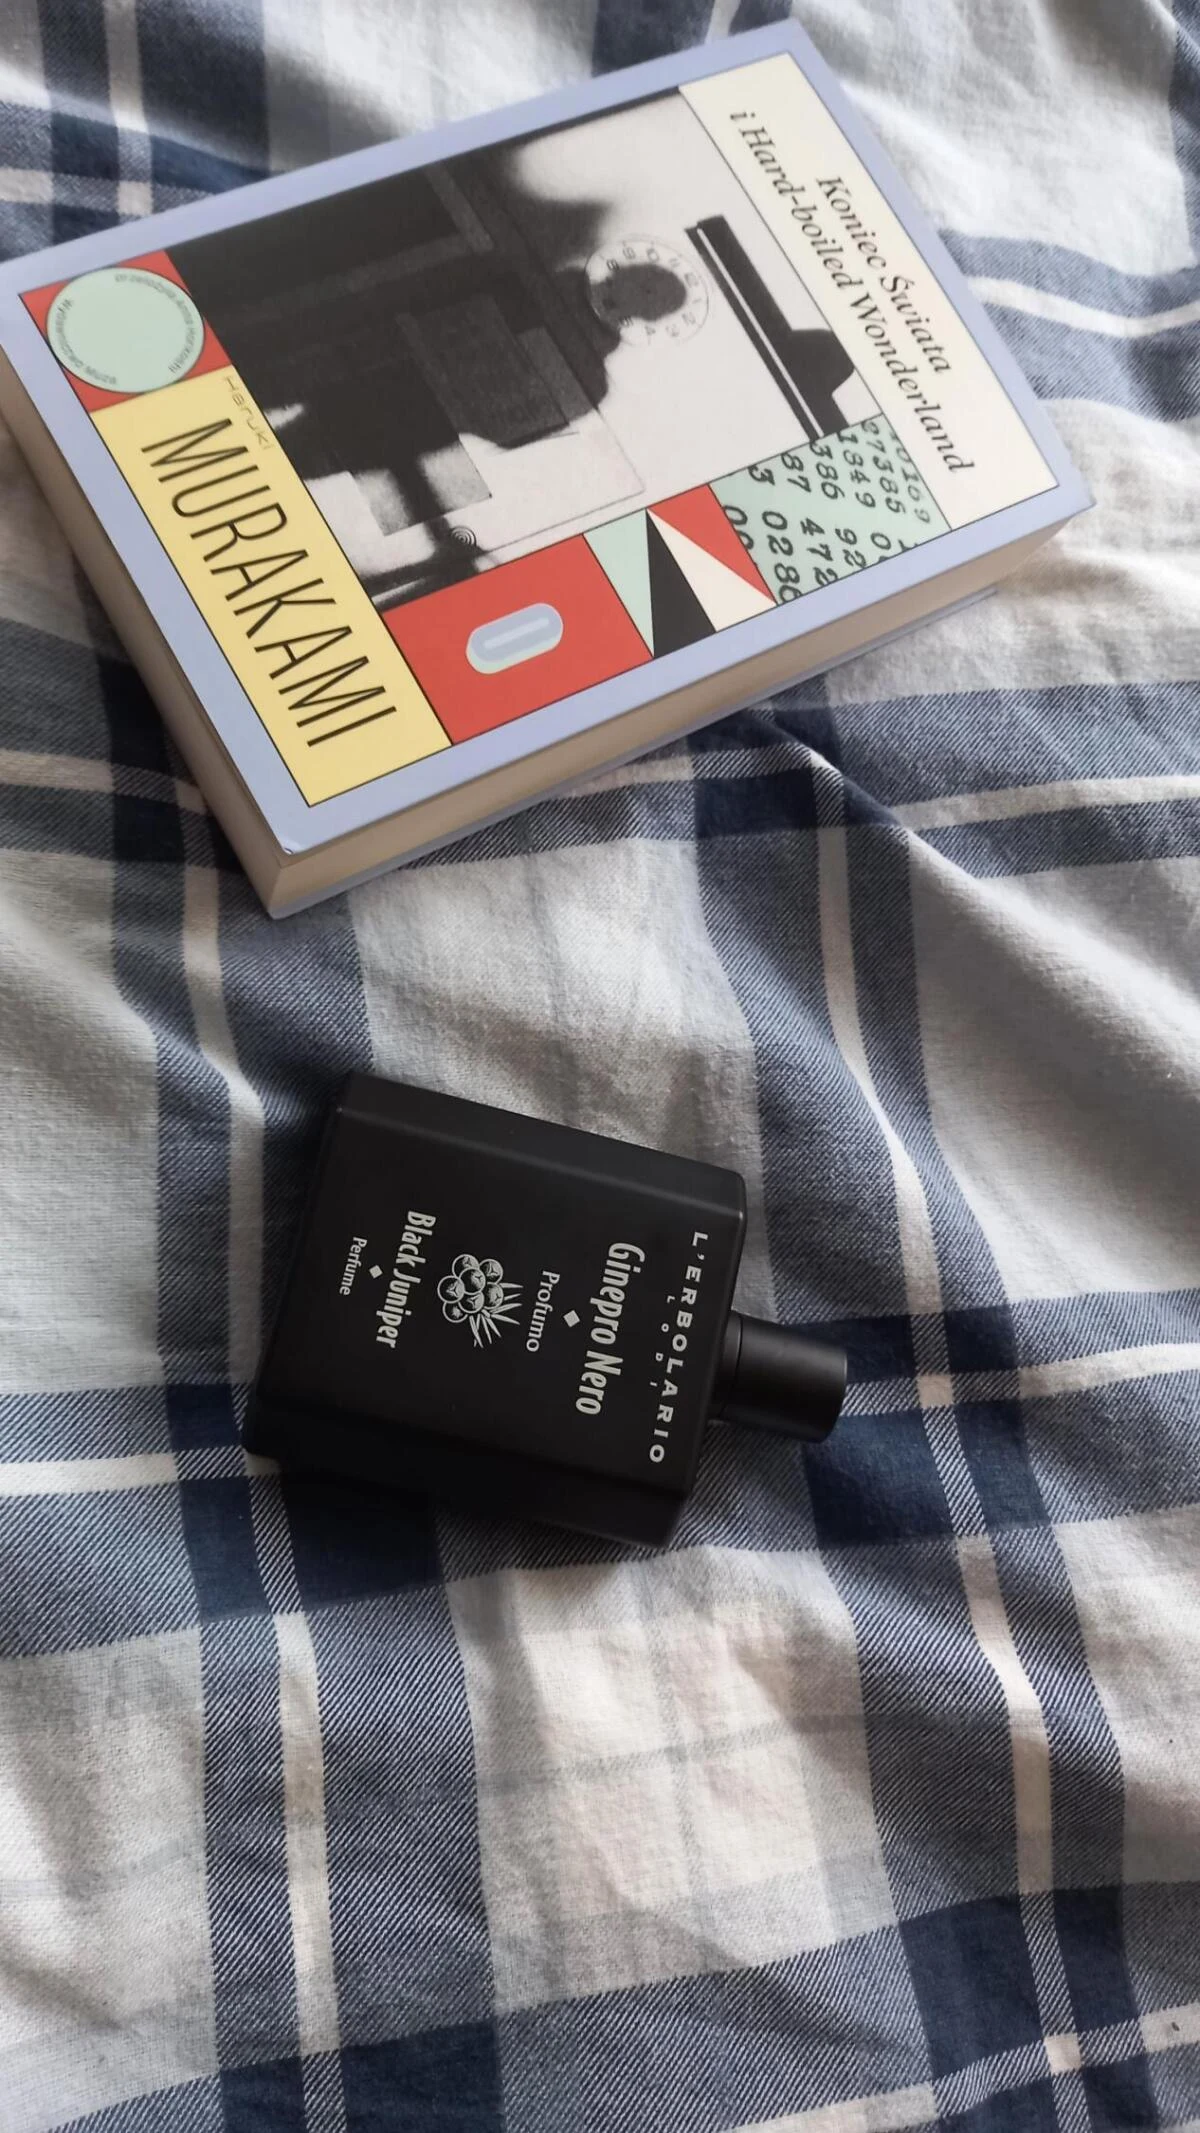 Koniec Świata
i Hard-boiled Wonderland
Haruki
MURAKAMI
L'ERBOLARIO
LODI
Ginepro Nero
Profumo
Black Juniper
Perfume